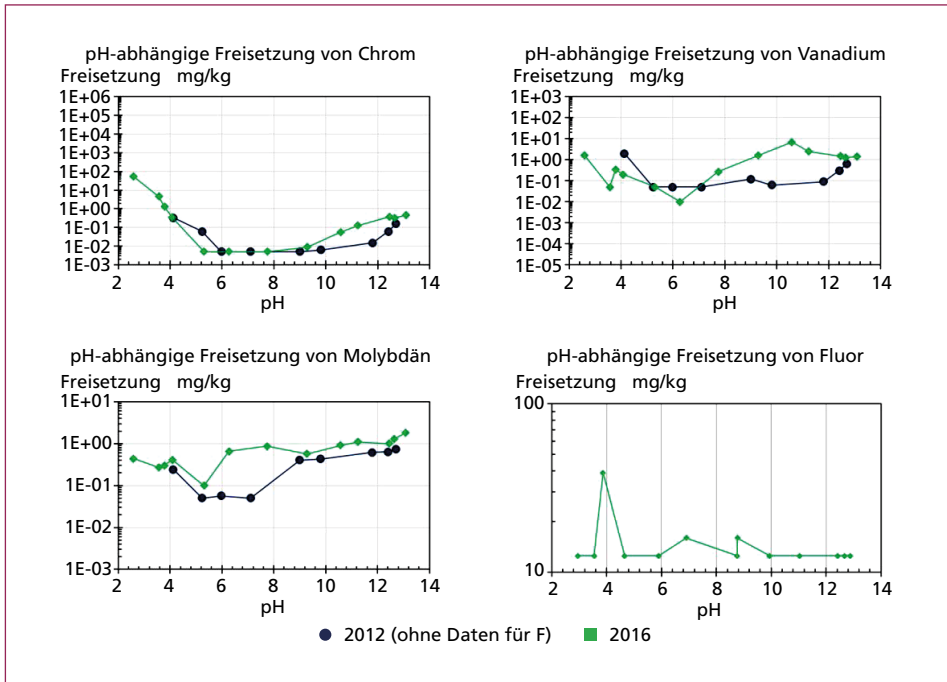 pH-abhängige Freisetzung von Chrom
Freisetzung mg/kg
1E+06
1E+05
1E+04
1E+03
1E+02
1E+01
1E+00
1E-01
1E-02
1E-03
2 4 6 8 10 12 14
pH
pH-abhängige Freisetzung von Vanadium
Freisetzung mg/kg
1E+03
1E+02
1E+01
1E+00
1E-01
1E-02
1E-03
1E-04
1E-05
2 4 6 8 10 12 14
pH
pH-abhängige Freisetzung von Molybdän
Freisetzung mg/kg
1E+01
1E+00
1E-01
1E-02
1E-03
2 4 6 8 10 12 14
pH
pH-abhängige Freisetzung von Fluor
Freisetzung mg/kg
100
10
2 4 6 8 10 12 14
pH
2012 (ohne Daten für F) 2016